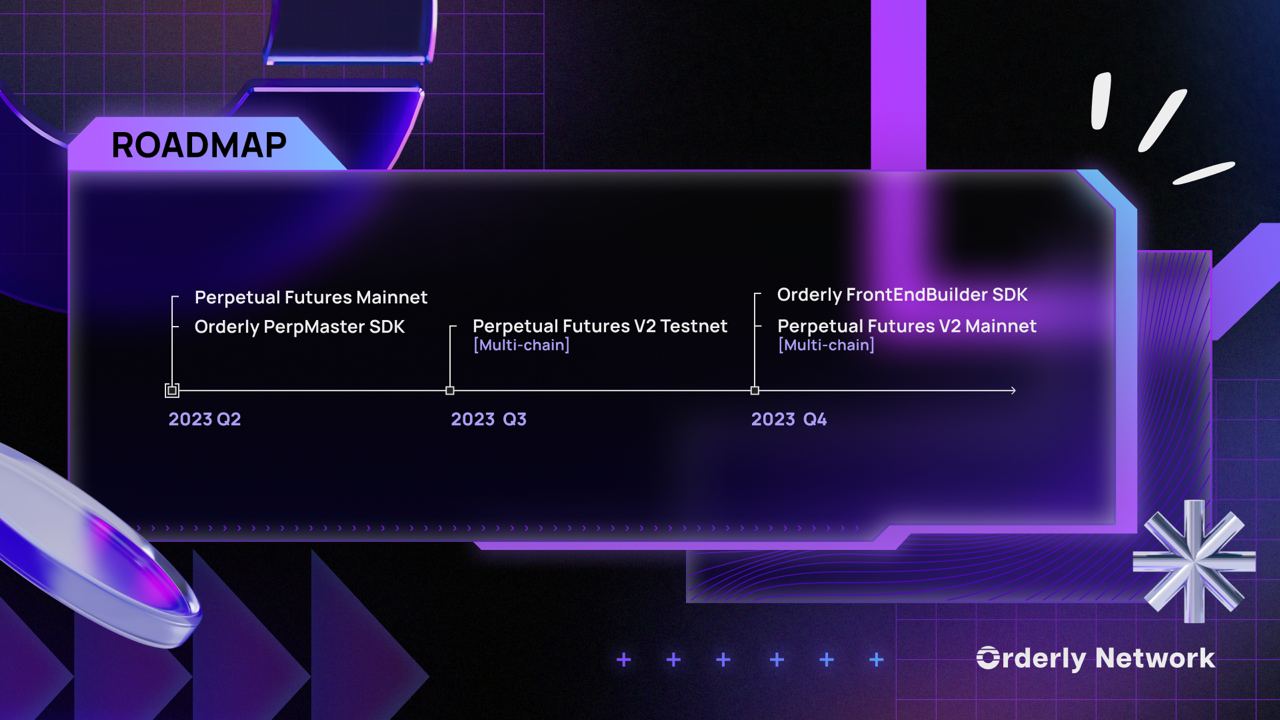 ROADMAP
Perpetual Futures Mainnet
Orderly PerpMaster SDK
2023 Q2
Perpetual Futures V2 Testnet
[Multi-chain]
2023 Q3
Orderly FrontEndBuilder SDK
Perpetual Futures V2 Mainnet
[Multi-chain]
2023 Q4
Orderly Network